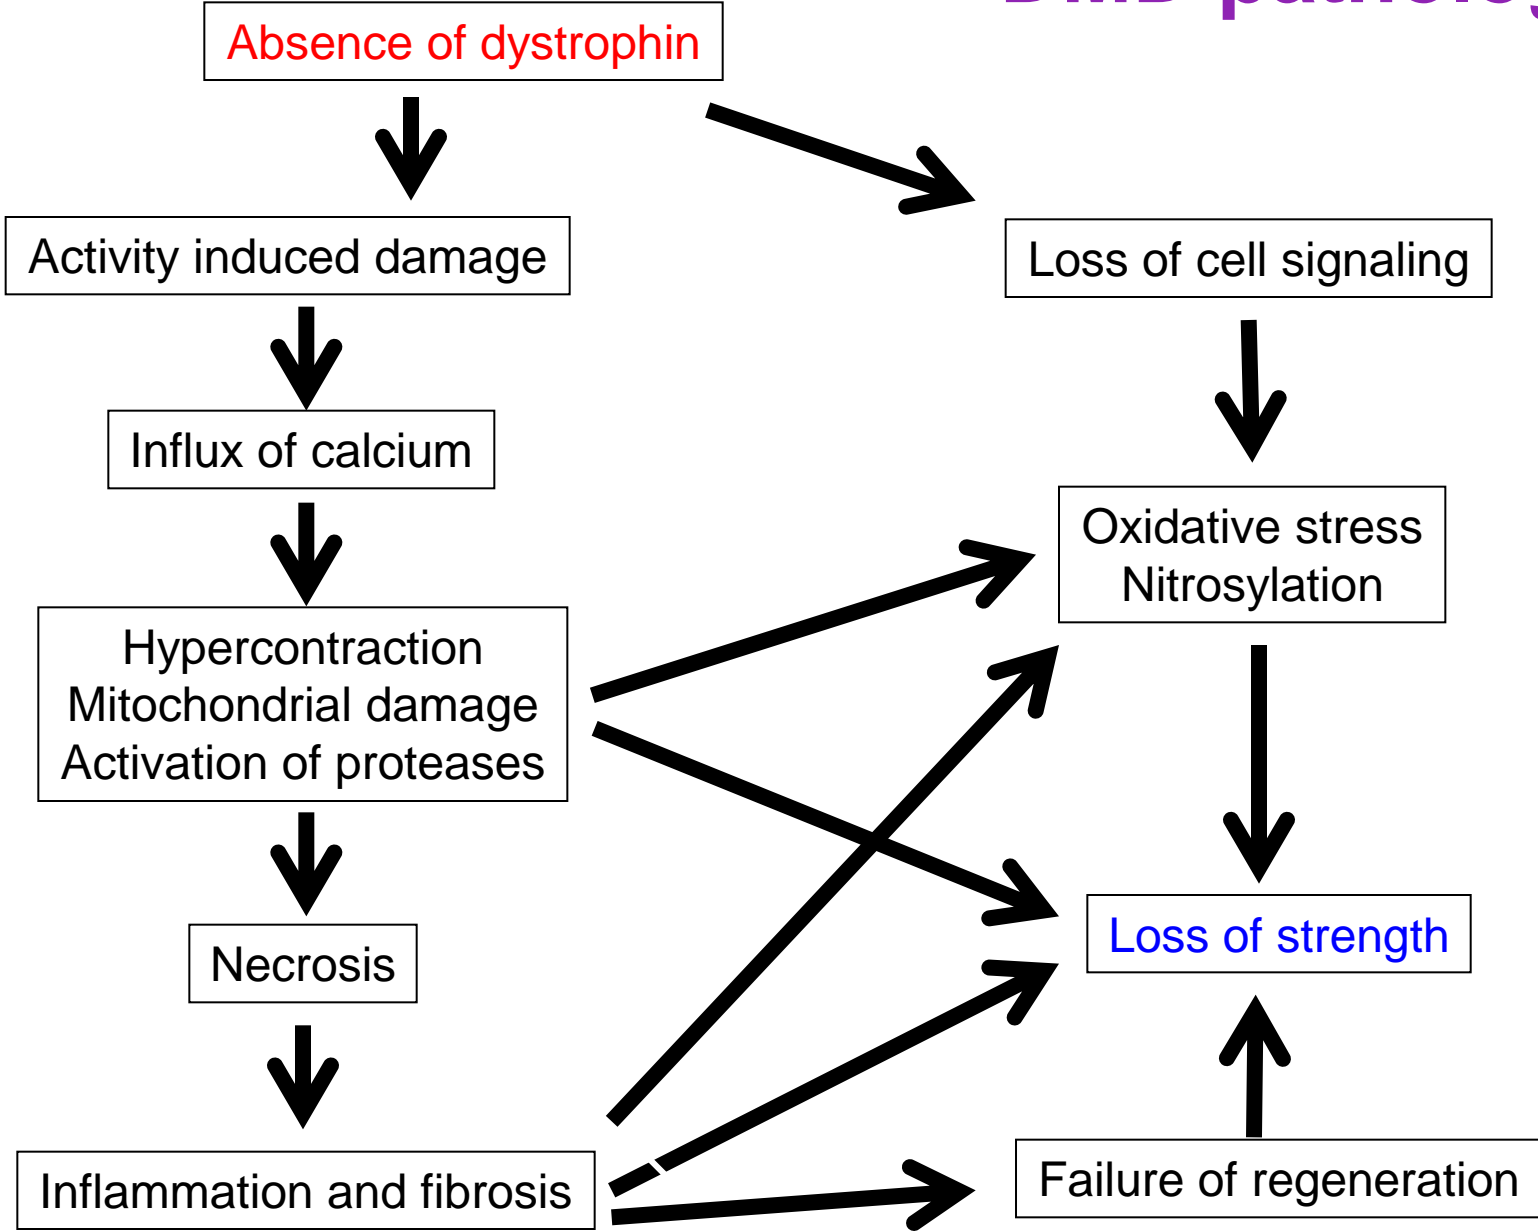 DMD
Absence of dystrophin
Activity induced damage
Loss of cell signaling
Influx of calcium
Oxidative stress
Nitrosylation
Hypercontraction
Mitochondrial damage
Activation of proteases
Necrosis
Loss of strength
Inflammation and fibrosis
Failure of regeneration